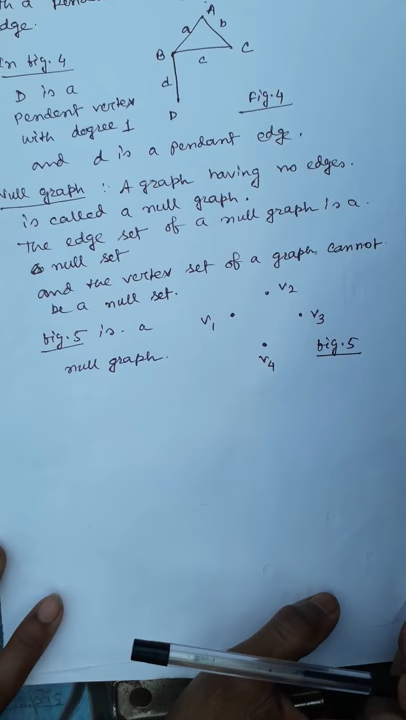 with a
edge.
In fig. 4
D is a
pendent vertex
with degree 1
and d is a pendant edge.
A
a
b
B
C
c
d
D
Fig.4
Null graph :- A graph having no edges.
is called a null graph.
The edge set of a null graph is a.
null set
and the vertex set of a graph cannot
be a null set.
fig.5 is. a
null graph.
V1
V2
V3
V4
fig.5